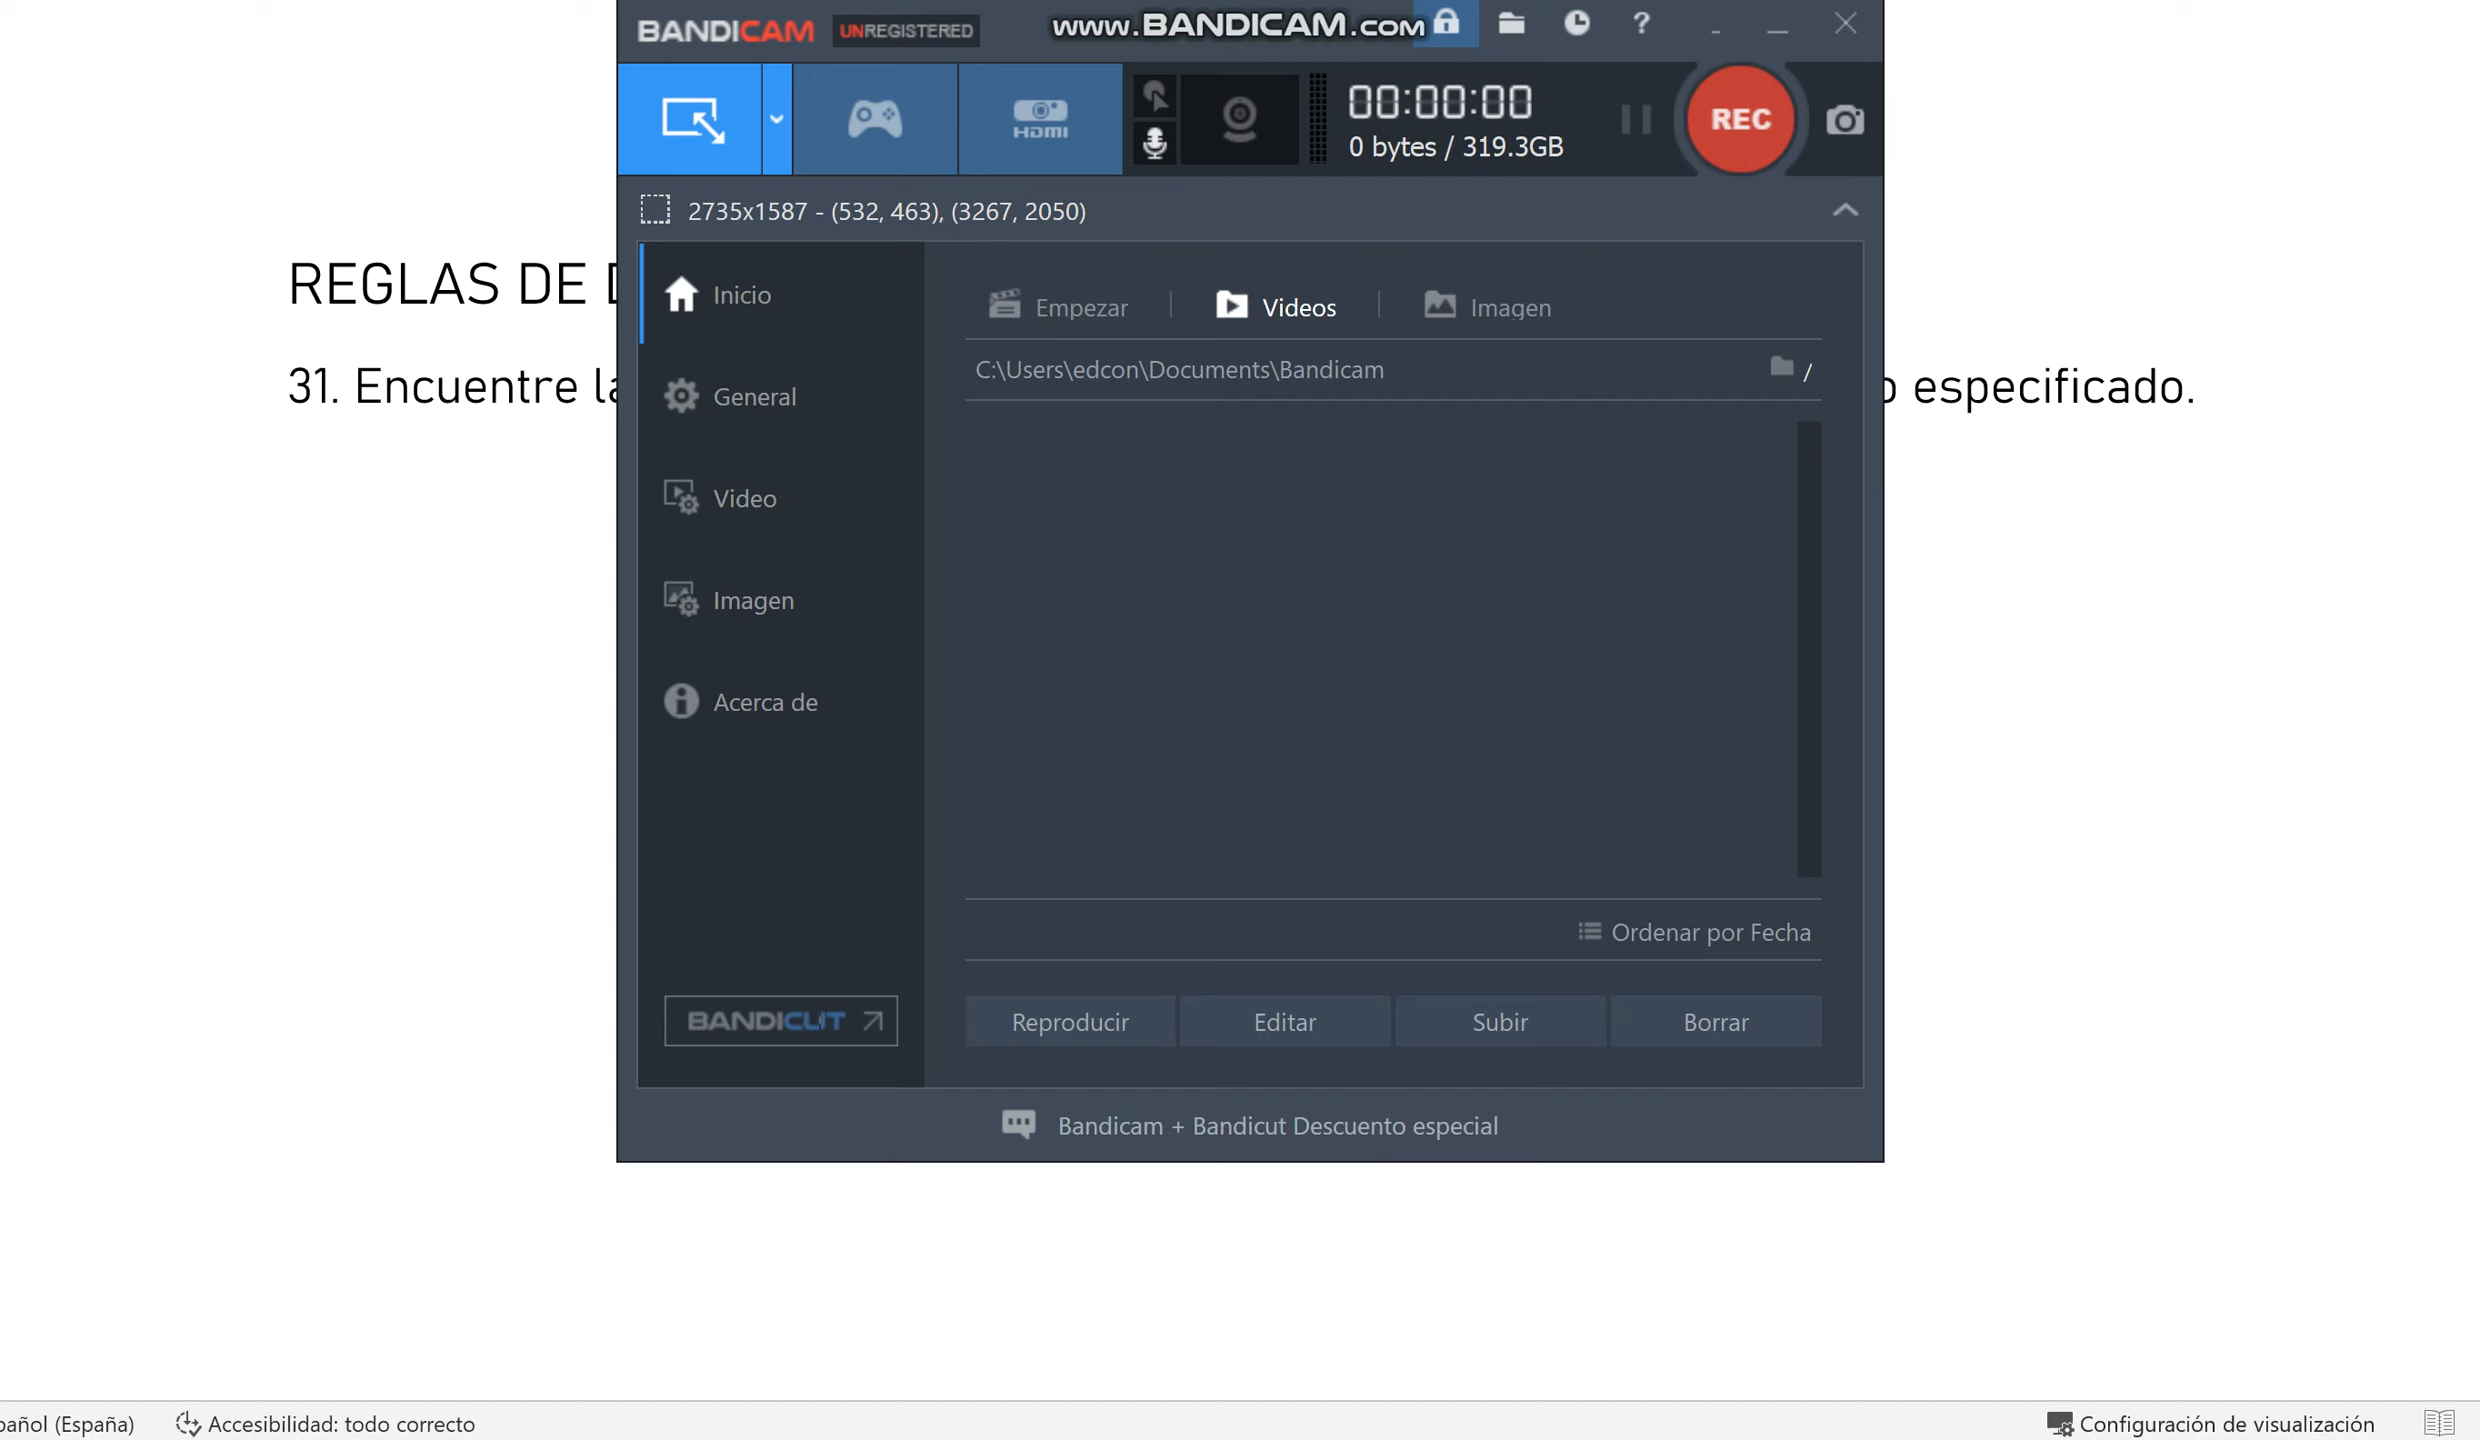 BANDICAM UNREGISTERED www.BANDICAM.com ?
HDMI
00:00:00
0 bytes / 319.3GB
REC
2735x1587 - (532, 463), (3267, 2050)
REGLAS DE
31. Encuentre la
o especificado.
Inicio
General
Video
Imagen
Acerca de
BANDICUT
Empezar | Videos | Imagen
C:\Users\edcon\Documents\Bandicam
/
Ordenar por Fecha
Reproducir Editar Subir Borrar
Bandicam + Bandicut Descuento especial
pañol (España) Accesibilidad: todo correcto Configuración de visualización